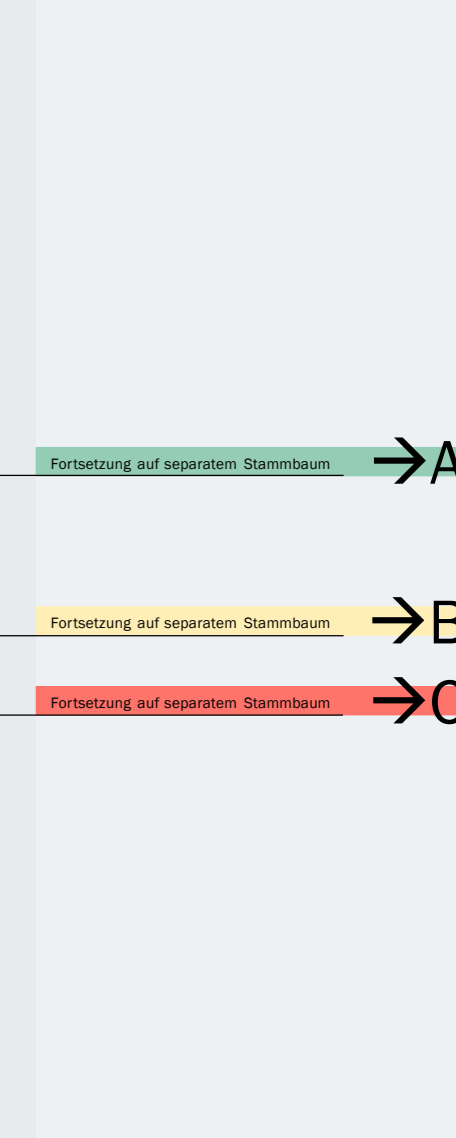 Fortsetzung auf separatem Stammbaum → A
Fortsetzung auf separatem Stammbaum → B
Fortsetzung auf separatem Stammbaum → C